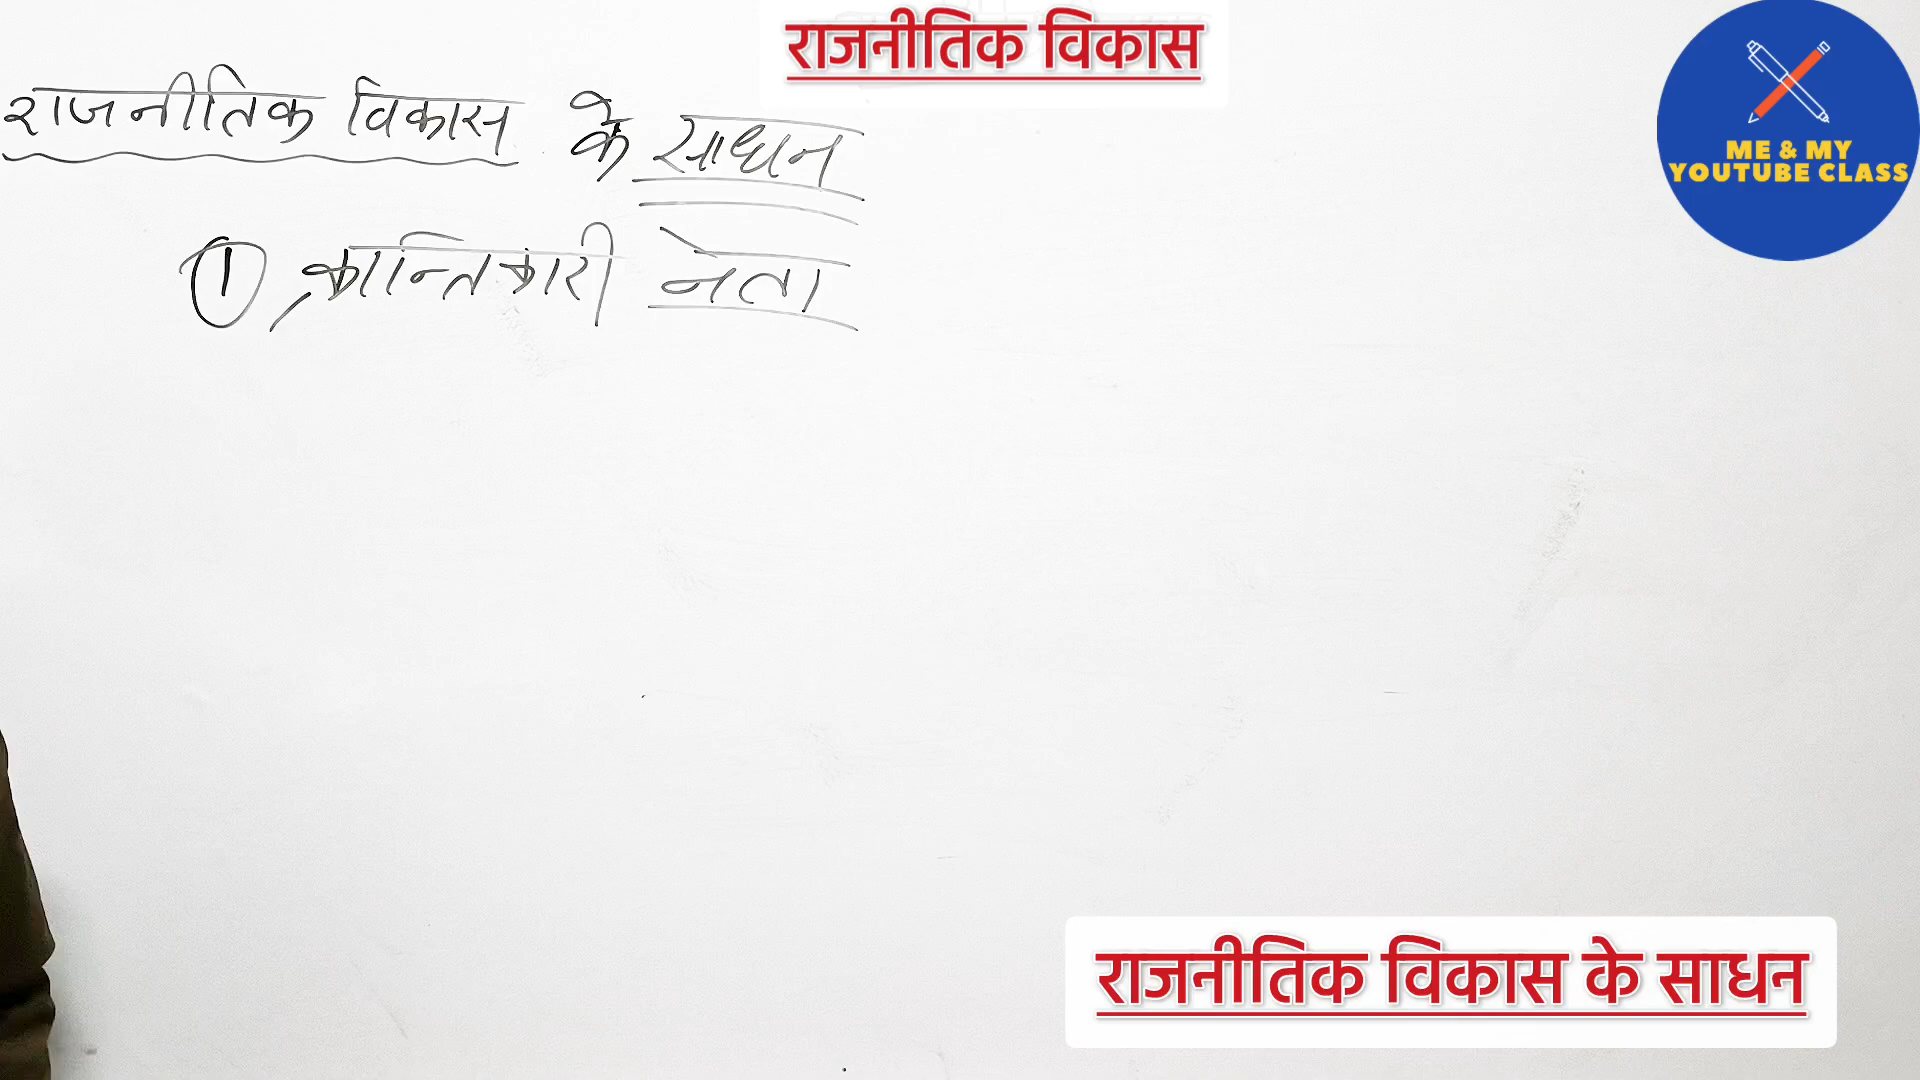 राजनीतिक विकास
राजनीतिक विकास के साधन
① क्रान्तिकारी नेता
ME & MY
YOUTUBE CLASS
राजनीतिक विकास के साधन